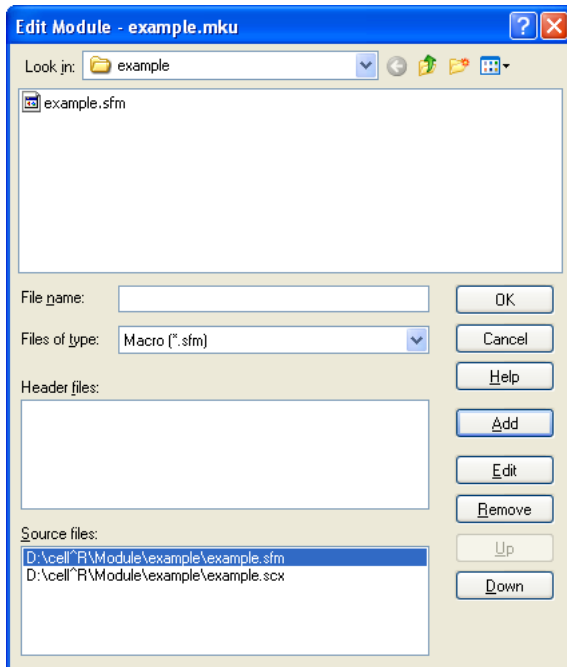 Edit Module - example.mku
Look in: example
example.sfm
File name:
OK
Files of type: Macro (*.sfm)
Cancel
Help
Header files:
Add
Edit
Remove
Source files:
Up
D:\cell^R\Module\example\example.sfm
D:\cell^R\Module\example\example.scx
Down